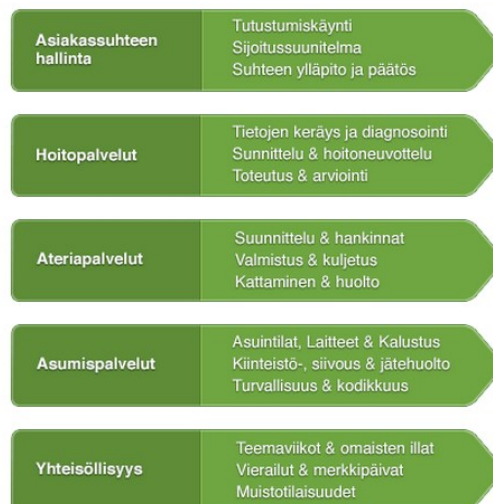 Asiakassuhteen
hallinta
Tutustumiskäynti
Sijoitussuunitelma
Suhteen ylläpito ja päätös
Hoitopalvelut
Tietojen keräys ja diagnosointi
Sunnittelu & hoitoneuvottelu
Toteutus & arviointi
Ateriapalvelut
Suunnittelu & hankinnat
Valmistus & kuljetus
Kattaminen & huolto
Asumispalvelut
Asuintilat, Laitteet & Kalustus
Kiinteistö-, siivous & jätehuolto
Turvallisuus & kodikkuus
Yhteisöllisyys
Teemaviikot & omaisten illat
Vierailut & merkkipäivat
Muistotilaisuudet